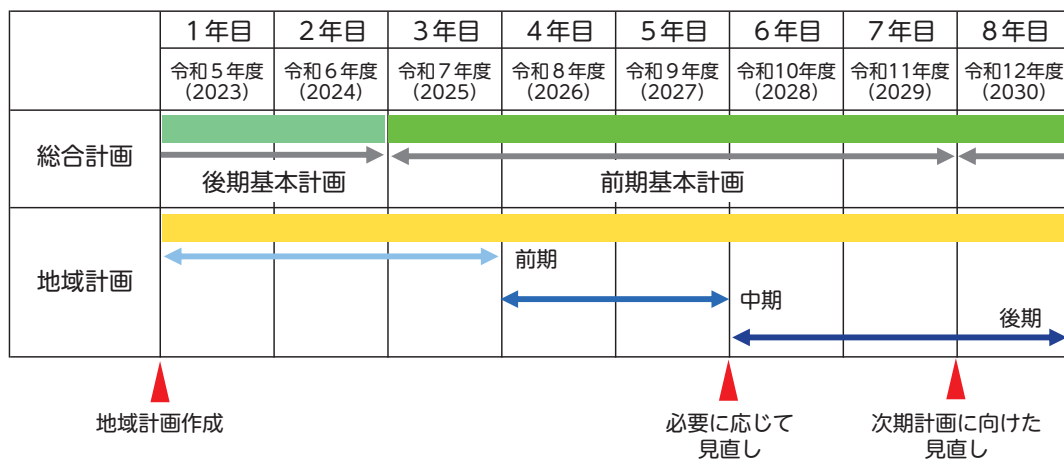 1年目 2年目 3年目 4年目 5年目 6年目 7年目 8年目
令和5年度 令和6年度 令和7年度 令和8年度 令和9年度 令和10年度 令和11年度 令和12年度
(2023) (2024) (2025) (2026) (2027) (2028) (2029) (2030)
総合計画
後期基本計画 前期基本計画
地域計画
前期
中期
後期
地域計画作成 必要に応じて 次期計画に向けた
見直し 見直し